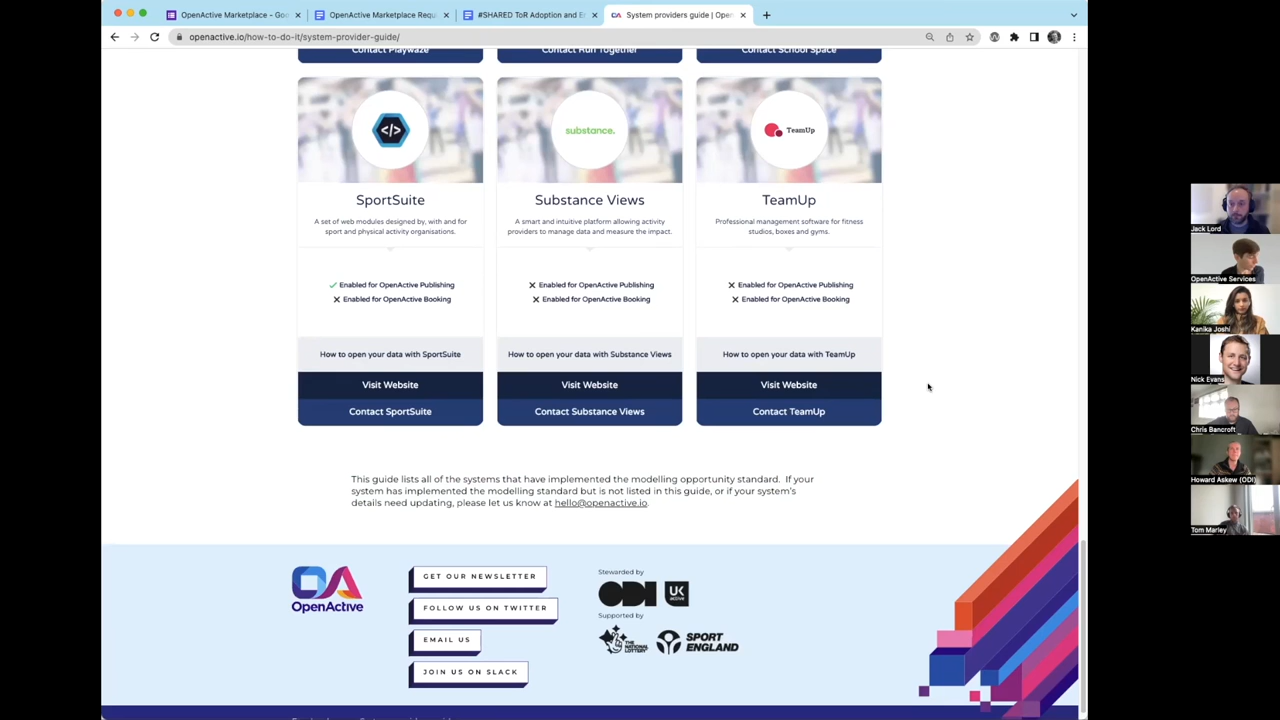 OpenActive Marketplace – Goo
OpenActive Marketplace Requ
#SHARED ToR Adoption and E
System providers guide | Open
openactive.io/how-to-do-it/system-provider-guide/
Contact Playwaze
Contact Run Together
Contact School Space
substance.
TeamUp
SportSuite
Substance Views
TeamUp
A set of web modules designed by, with and for
sport and physical activity organisations.
A smart and intuitive platform allowing activity
providers to manage data and measure the impact.
Professional management software for fitness
studios, boxes and gyms.
Enabled for OpenActive Publishing
Enabled for OpenActive Booking
Enabled for OpenActive Publishing
Enabled for OpenActive Booking
Enabled for OpenActive Publishing
Enabled for OpenActive Booking
How to open your data with SportSuite
How to open your data with Substance Views
How to open your data with TeamUp
Visit Website
Visit Website
Visit Website
Contact SportSuite
Contact Substance Views
Contact TeamUp
This guide lists all of the systems that have implemented the modelling opportunity standard. If your
system has implemented the modelling standard but is not listed in this guide, or if your system's
details need updating, please let us know at hello@openactive.io.
OpenActive
GET OUR NEWSLETTER
FOLLOW US ON TWITTER
EMAIL US
JOIN US ON SLACK
Stewarded by
ODI
UK
active
Supported by
THE NATIONAL
LOTTERY
SPORT
ENGLAND
Jack Lord
OpenActive Services
Kanika Joshi
Nick Evans
Chris Bancroft
Howard Askew (ODI)
Tom Marley